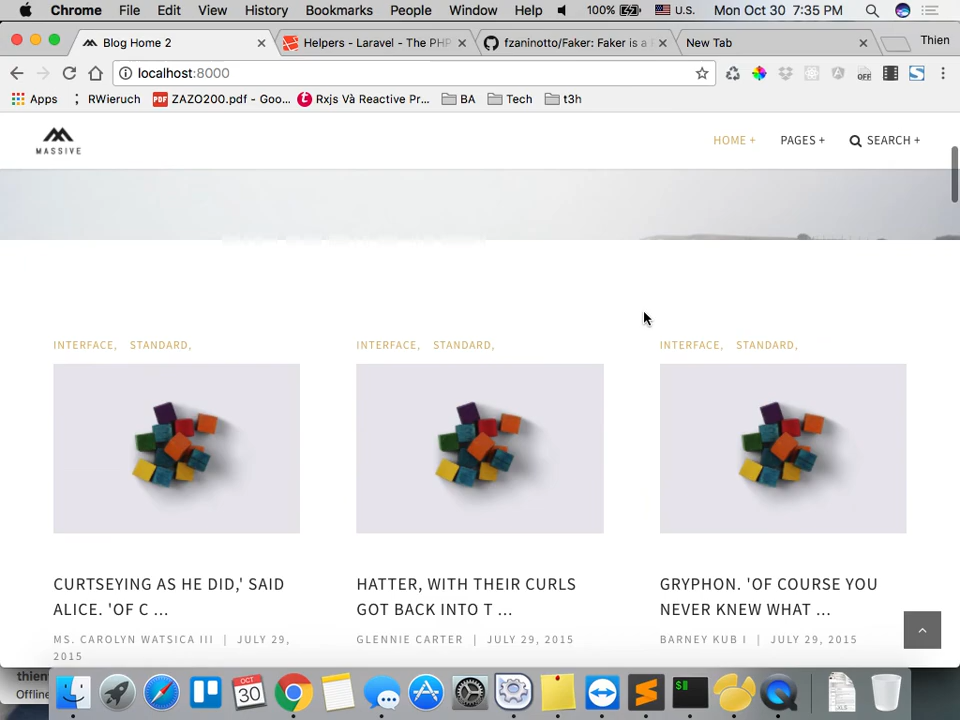 Chrome File Edit View History Bookmarks People Window Help 100% U.S. Mon Oct 30 7:35 PM
Blog Home 2 Helpers - Laravel - The PHP fzaninotto/Faker: Faker is a New Tab Thien
localhost:8000
Apps RWieruch ZAZO200.pdf - Goo... Rxjs Và Reactive Pr... BA Tech t3h
MASSIVE HOME + PAGES + SEARCH +
INTERFACE, STANDARD, INTERFACE, STANDARD, INTERFACE, STANDARD,
CURTSEYING AS HE DID,' SAID ALICE. 'OF C ...
MS. CAROLYN WATSICA III | JULY 29, 2015
HATTER, WITH THEIR CURLS GOT BACK INTO T ...
GLENNIE CARTER | JULY 29, 2015
GRYPHON. 'OF COURSE YOU NEVER KNEW WHAT ...
BARNEY KUB I | JULY 29, 2015
Offline
OCT
30